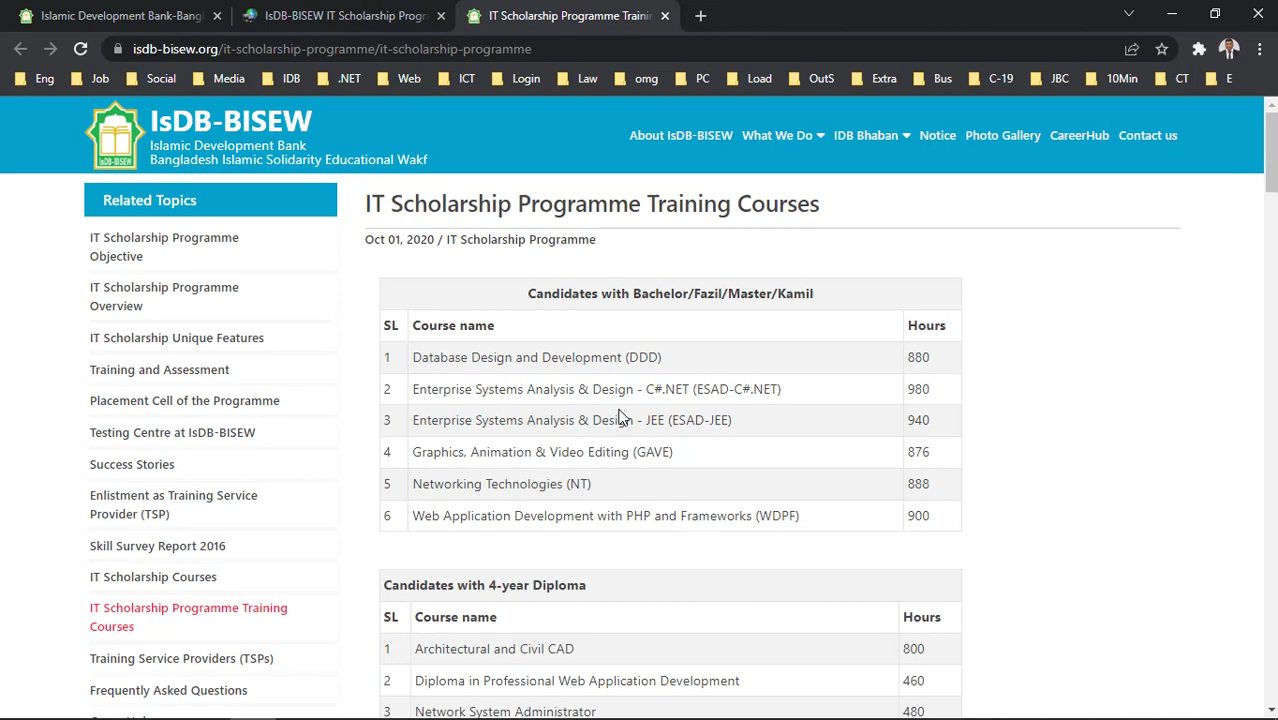 Islamic Development Bank-Bangl
IsDB-BISEW IT Scholarship Progr
IT Scholarship Programme Traini
isdb-bisew.org/it-scholarship-programme/it-scholarship-programme
Eng Job Social Media IDB .NET Web ICT Login Law omg PC Load OutS Extra Bus C-19 JBC 10Min CT E
IsDB-BISEW
Islamic Development Bank
Bangladesh Islamic Solidarity Educational Wakf
About IsDB-BISEW What We Do IDB Bhaban Notice Photo Gallery CareerHub Contact us
Related Topics
IT Scholarship Programme
Objective
IT Scholarship Programme
Overview
IT Scholarship Unique Features
Training and Assessment
Placement Cell of the Programme
Testing Centre at IsDB-BISEW
Success Stories
Enlistment as Training Service
Provider (TSP)
Skill Survey Report 2016
IT Scholarship Courses
IT Scholarship Programme Training
Courses
Training Service Providers (TSPs)
Frequently Asked Questions
IT Scholarship Programme Training Courses
Oct 01, 2020 / IT Scholarship Programme
Candidates with Bachelor/Fazil/Master/Kamil
SL Course name Hours
1 Database Design and Development (DDD) 880
2 Enterprise Systems Analysis & Design - C#.NET (ESAD-C#.NET) 980
3 Enterprise Systems Analysis & Design - JEE (ESAD-JEE) 940
4 Graphics, Animation & Video Editing (GAVE) 876
5 Networking Technologies (NT) 888
6 Web Application Development with PHP and Frameworks (WDPF) 900
Candidates with 4-year Diploma
SL Course name Hours
1 Architectural and Civil CAD 800
2 Diploma in Professional Web Application Development 460
3 Network System Administrator 480